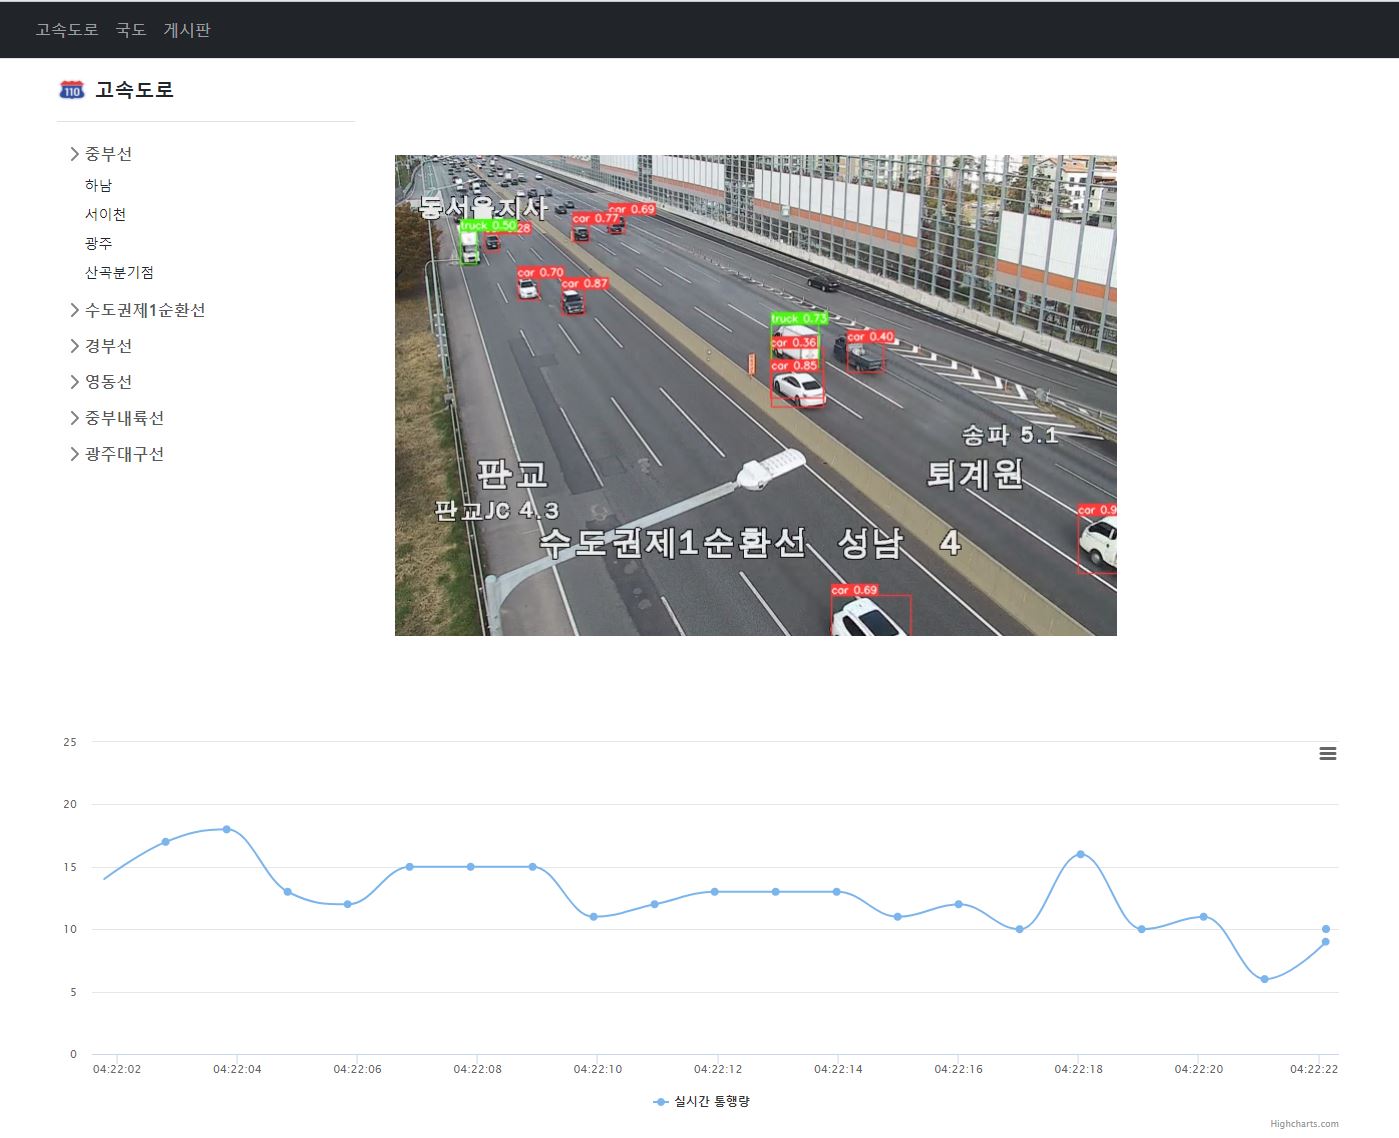 고속도로 국도 게시판
110 고속도로
중부선
하남
서이천
광주
산곡분기점
수도권제1순환선
경부선
영동선
중부내륙선
광주대구선
동서울지사
car 0.69
car 0.77
truck 0.50 28
car 0.70
car 0.87
truck 0.73
car 0.36
car 0.40
car 0.85
송파 5.1
판교
퇴계원
판교JC 4.3
car 0.9
수도권제1순환선 성남 4
car 0.69
25
20
15
10
5
0
04:22:02 04:22:04 04:22:06 04:22:08 04:22:10 04:22:12 04:22:14 04:22:16 04:22:18 04:22:20 04:22:22
실시간 통행량
Highcharts.com